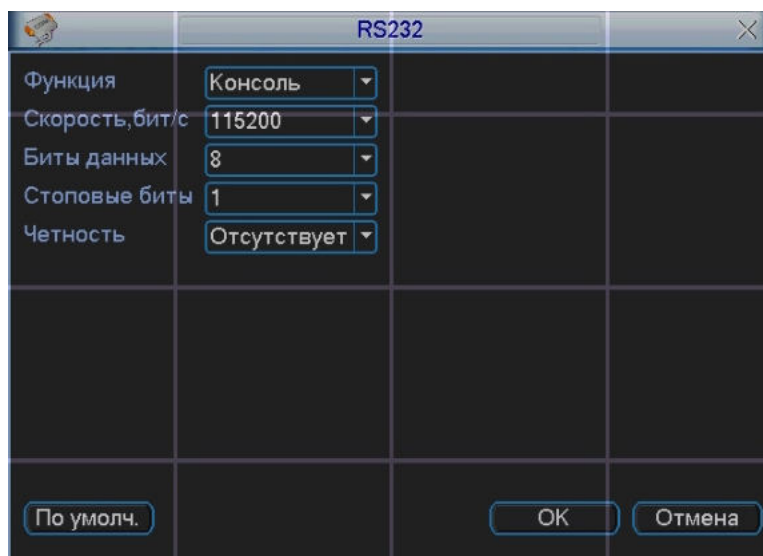 RS232
Функция Консоль
Скорость,бит/с 115200
Биты данных 8
Стоповые биты 1
Четность Отсутствует
По умолч. OK Отмена